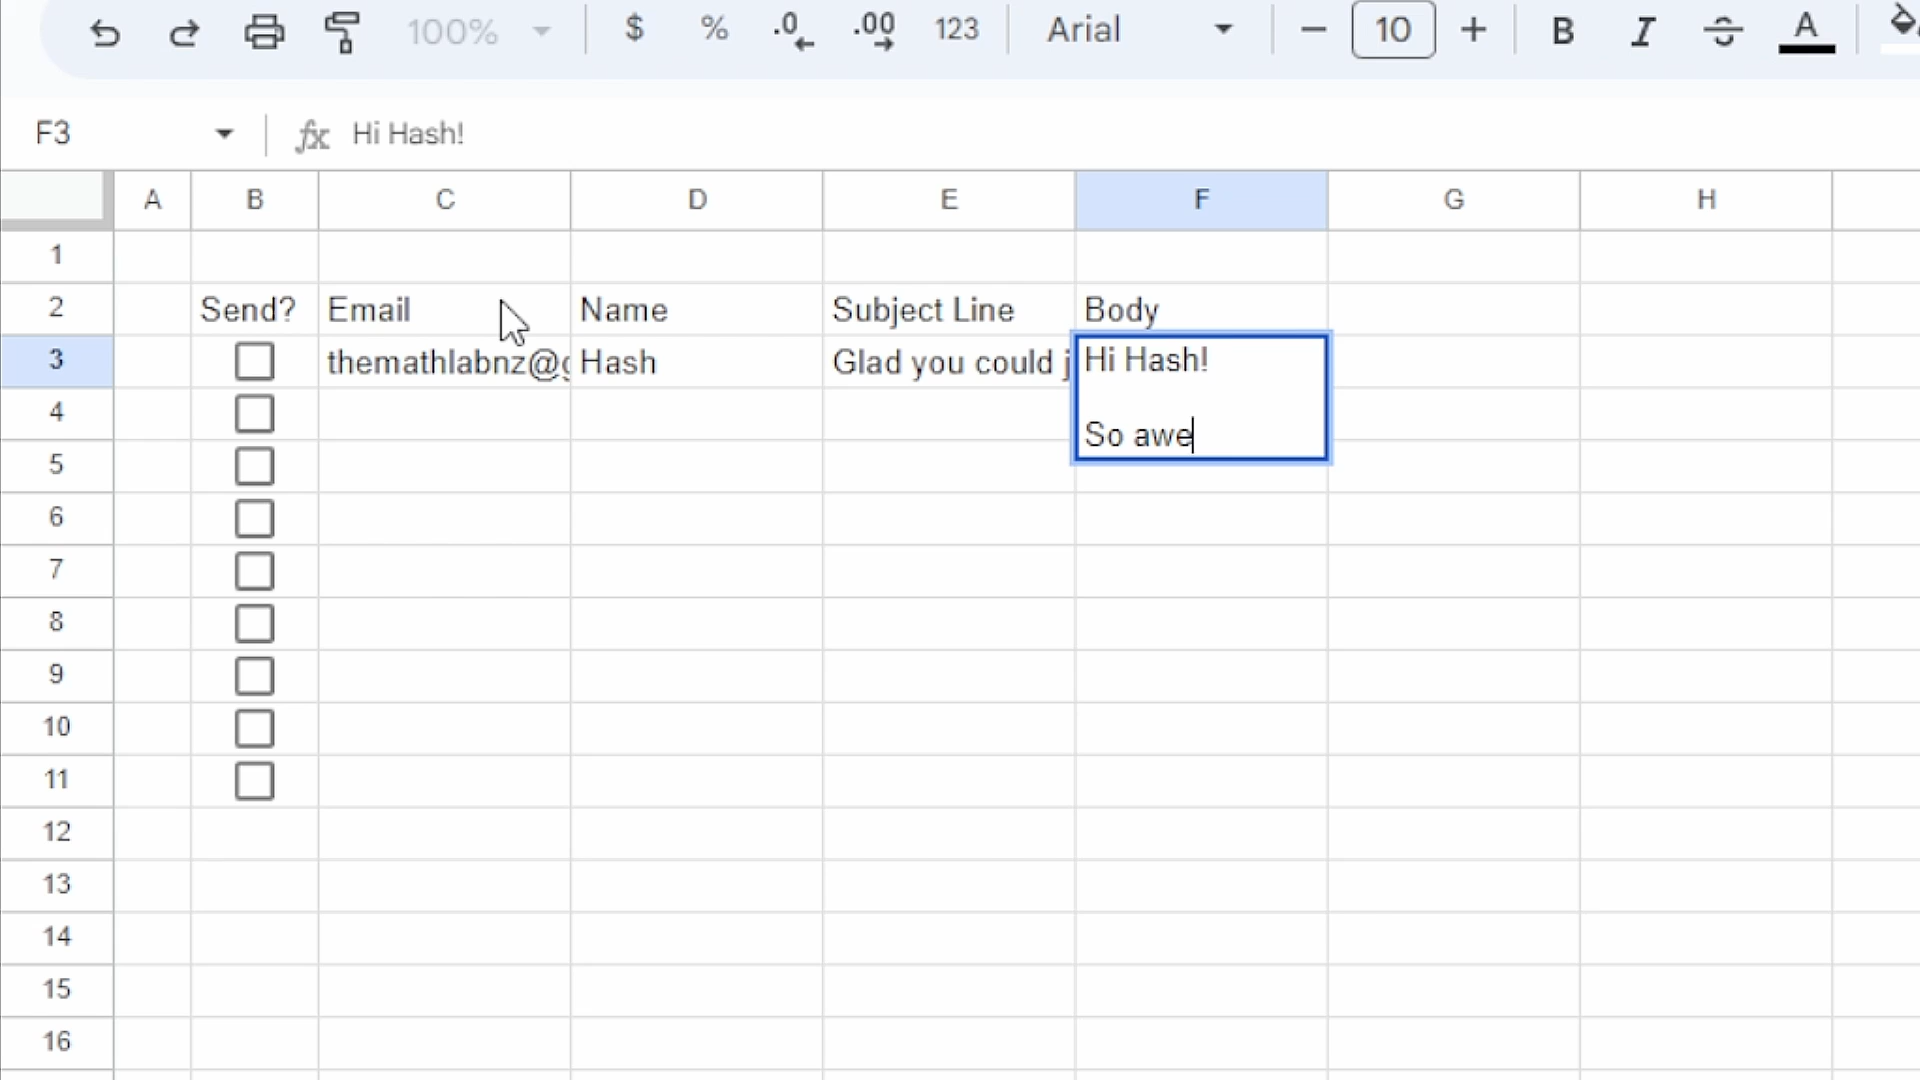 100% $ % .0 .00 123 Arial 10 B I A
F3 fx Hi Hash!
A B C D E F G H
1
2 Send? Email Name Subject Line Body
3 themathlabnz@ Hash Glad you could Hi Hash!
4 So awe
5
6
7
8
9
10
11
12
13
14
15
16